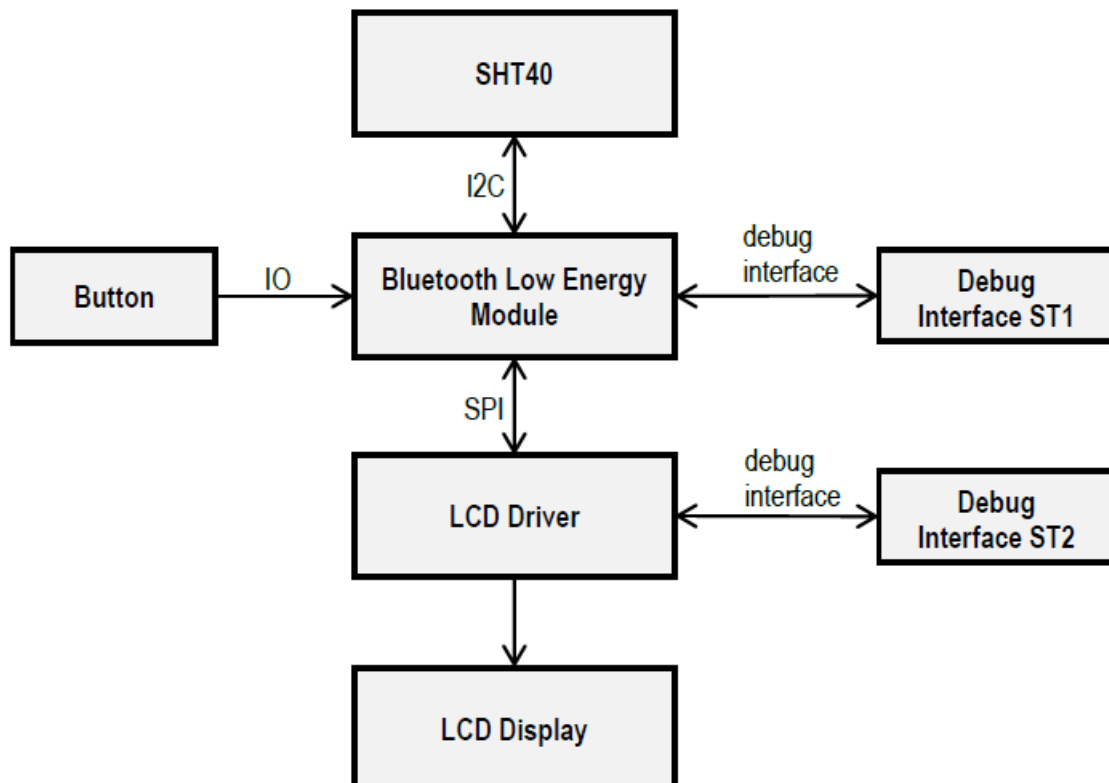 SHT40
I2C
Button
IO
Bluetooth Low Energy
Module
debug
interface
Debug
Interface ST1
SPI
LCD Driver
debug
interface
Debug
Interface ST2
LCD Display